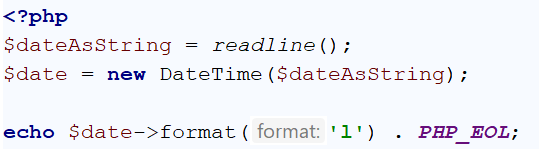 <?php
$dateAsString = readline();
$date = new DateTime($dateAsString);
echo $date->format( format: 'l') . PHP_EOL;